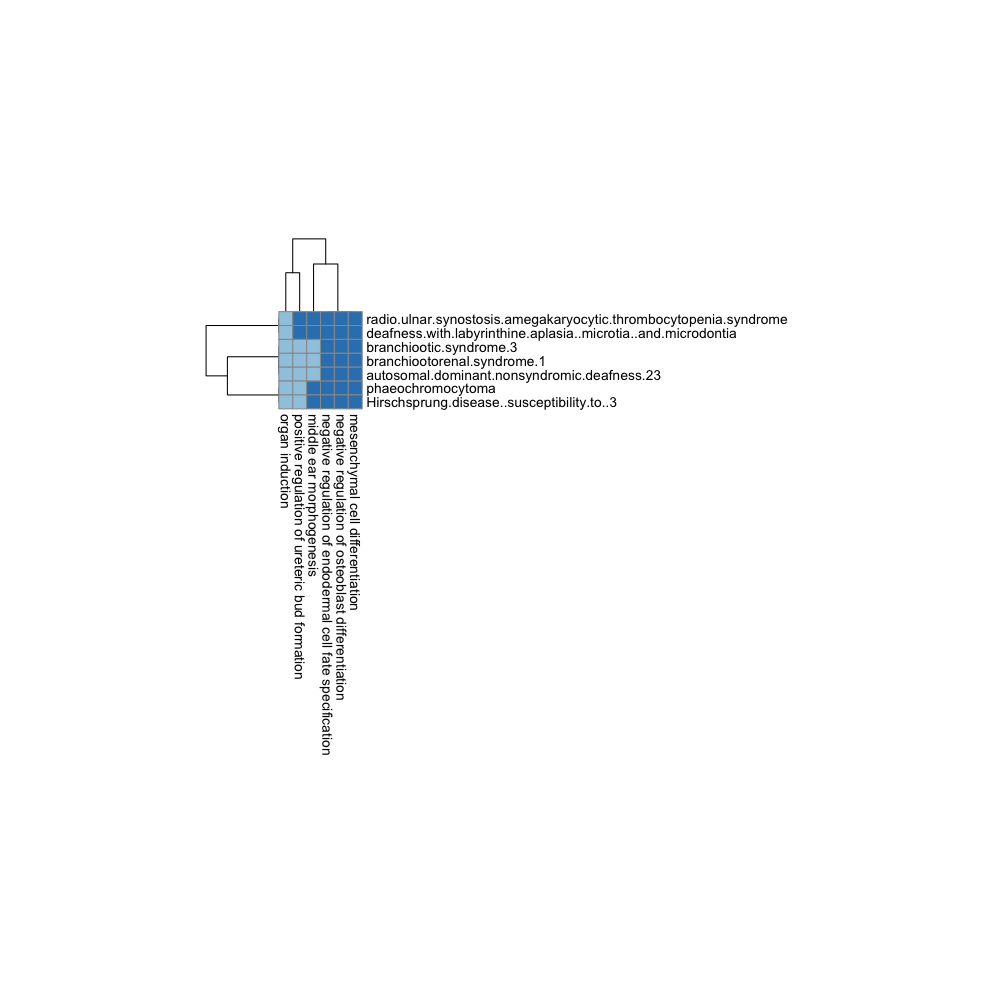 radio.ulnar.synostosis.amegakaryocytic.thrombocytopenia.syndrome
deafness.with.labyrinthine.aplasia..microtia..and.microdontia
branchiootic.syndrome.3
branchiootorenal.syndrome.1
autosomal.dominant.nonsyndromic.deafness.23
phaeochromocytoma
Hirschsprung.disease..susceptibility.to..3
organ induction
positive regulation of ureteric bud formation
middle ear morphogenesis
negative regulation of endodermal cell fate specification
negative regulation of osteoblast differentiation
mesenchymal cell differentiation